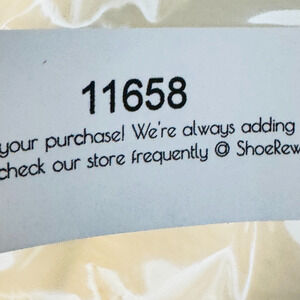 11658
your purchase! We're always adding
check our store frequently @ ShoeRew